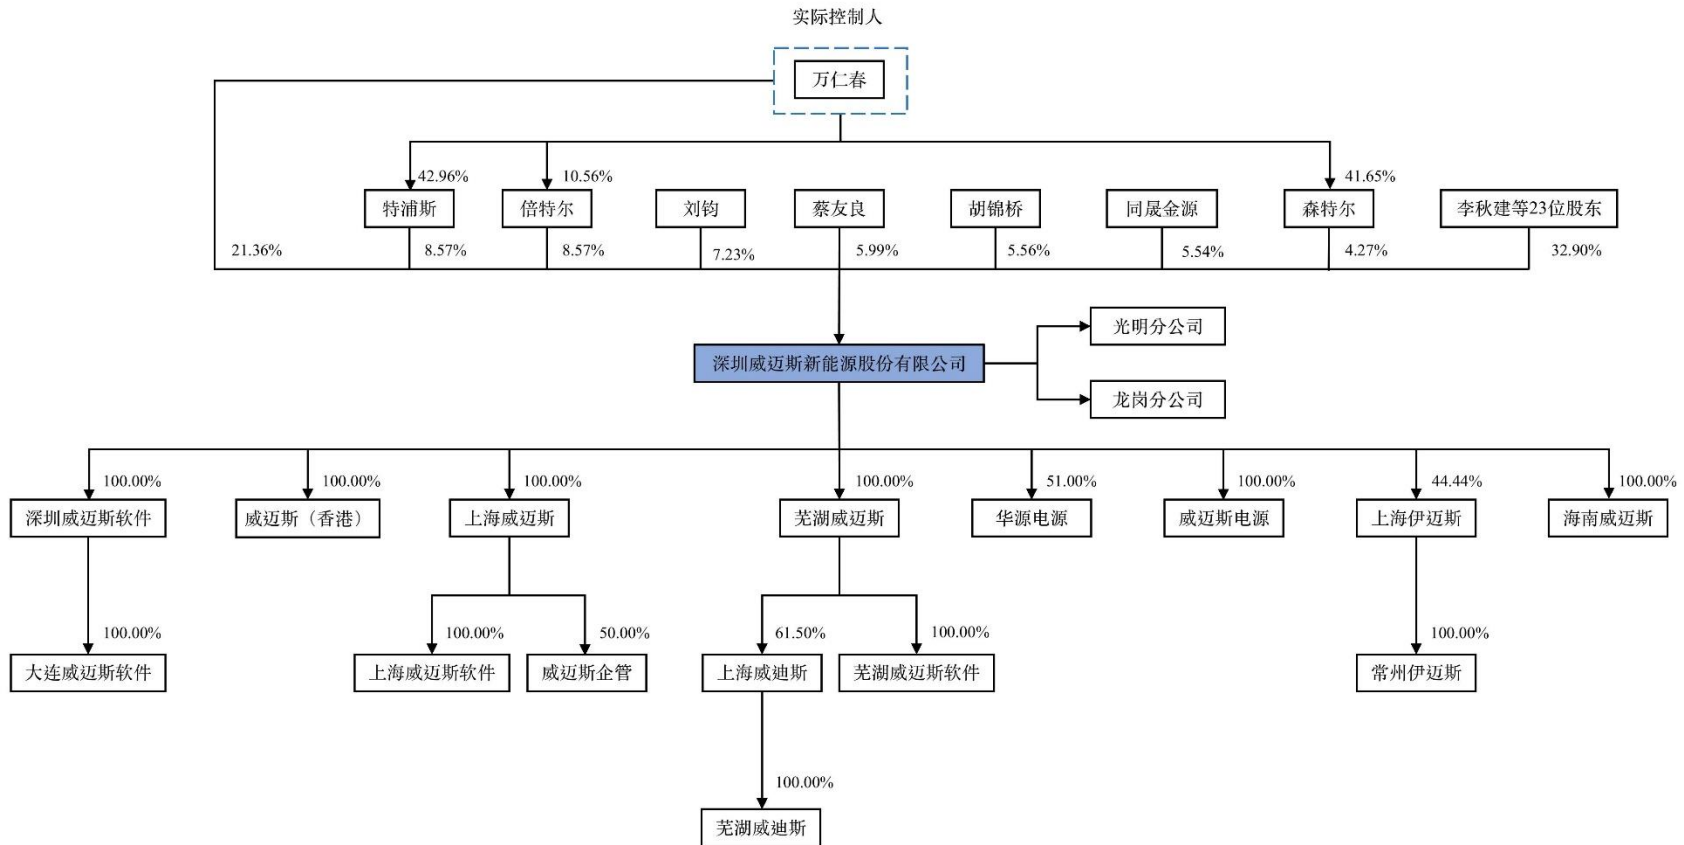 实际控制人
万仁春
42.96%
10.56%
41.65%
特浦斯
倍特尔
刘钧
蔡友良
胡锦桥
同晟金源
森特尔
李秋建等23位股东
21.36%
8.57%
8.57%
7.23%
5.99%
5.56%
5.54%
4.27%
32.90%
光明分公司
深圳威迈斯新能源股份有限公司
龙岗分公司
100.00%
100.00%
100.00%
100.00%
51.00%
100.00%
44.44%
100.00%
深圳威迈斯软件
威迈斯（香港）
上海威迈斯
芜湖威迈斯
华源电源
威迈斯电源
上海伊迈斯
海南威迈斯
100.00%
100.00%
50.00%
61.50%
100.00%
100.00%
大连威迈斯软件
上海威迈斯软件
威迈斯企管
上海威迪斯
芜湖威迈斯软件
常州伊迈斯
100.00%
芜湖威迪斯